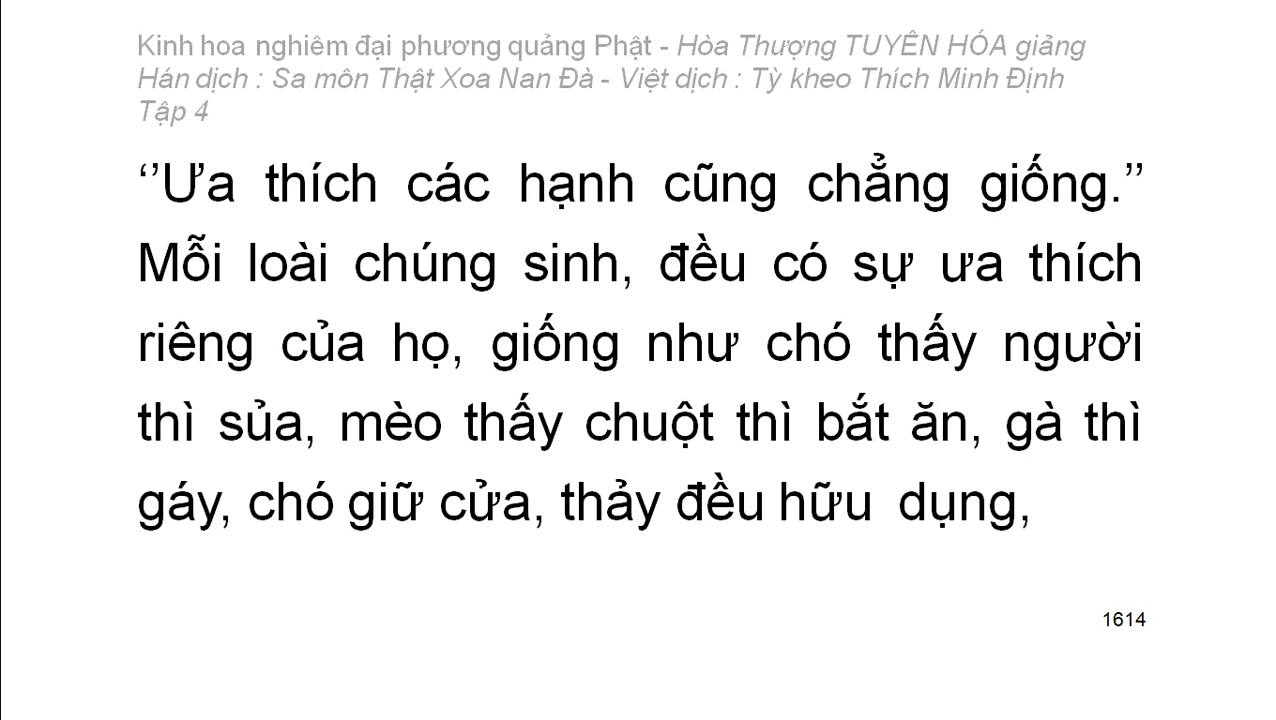 Kinh hoa nghiêm đại phương quảng Phật - Hòa Thượng TUYÊN HÓA giảng
Hán dịch : Sa môn Thật Xoa Nan Đà - Việt dịch : Tỳ kheo Thích Minh Định
Tập 4
‘’Ưa thích các hạnh cũng chẳng giống.’’
Mỗi loài chúng sinh, đều có sự ưa thích
riêng của họ, giống như chó thấy người
thì sủa, mèo thấy chuột thì bắt ăn, gà thì
gáy, chó giữ cửa, thảy đều hữu dụng,
1614